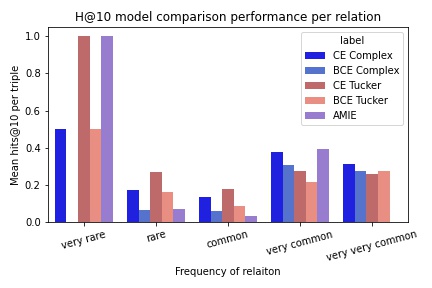 H@10 model comparison performance per relation
label
CE Complex
BCE Complex
CE Tucker
BCE Tucker
AMIE
Mean hits@10 per triple
1.0
0.8
0.6
0.4
0.2
0.0
very rare
rare
common
very common
very very common
Frequency of relaiton